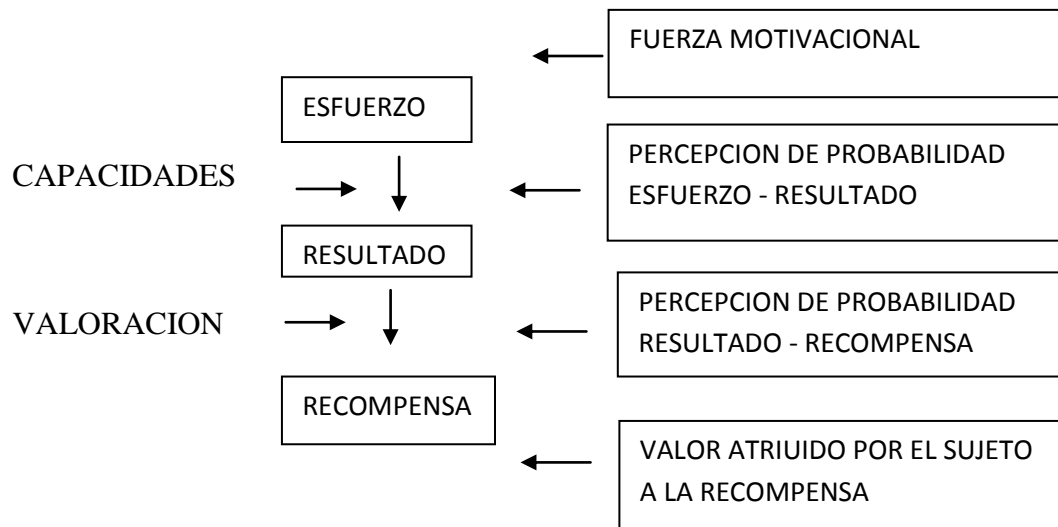 FUERZA MOTIVACIONAL
ESFUERZO
CAPACIDADES
PERCEPCION DE PROBABILIDAD
ESFUERZO - RESULTADO
RESULTADO
VALORACION
PERCEPCION DE PROBABILIDAD
RESULTADO - RECOMPENSA
RECOMPENSA
VALOR ATRIUIDO POR EL SUJETO
A LA RECOMPENSA